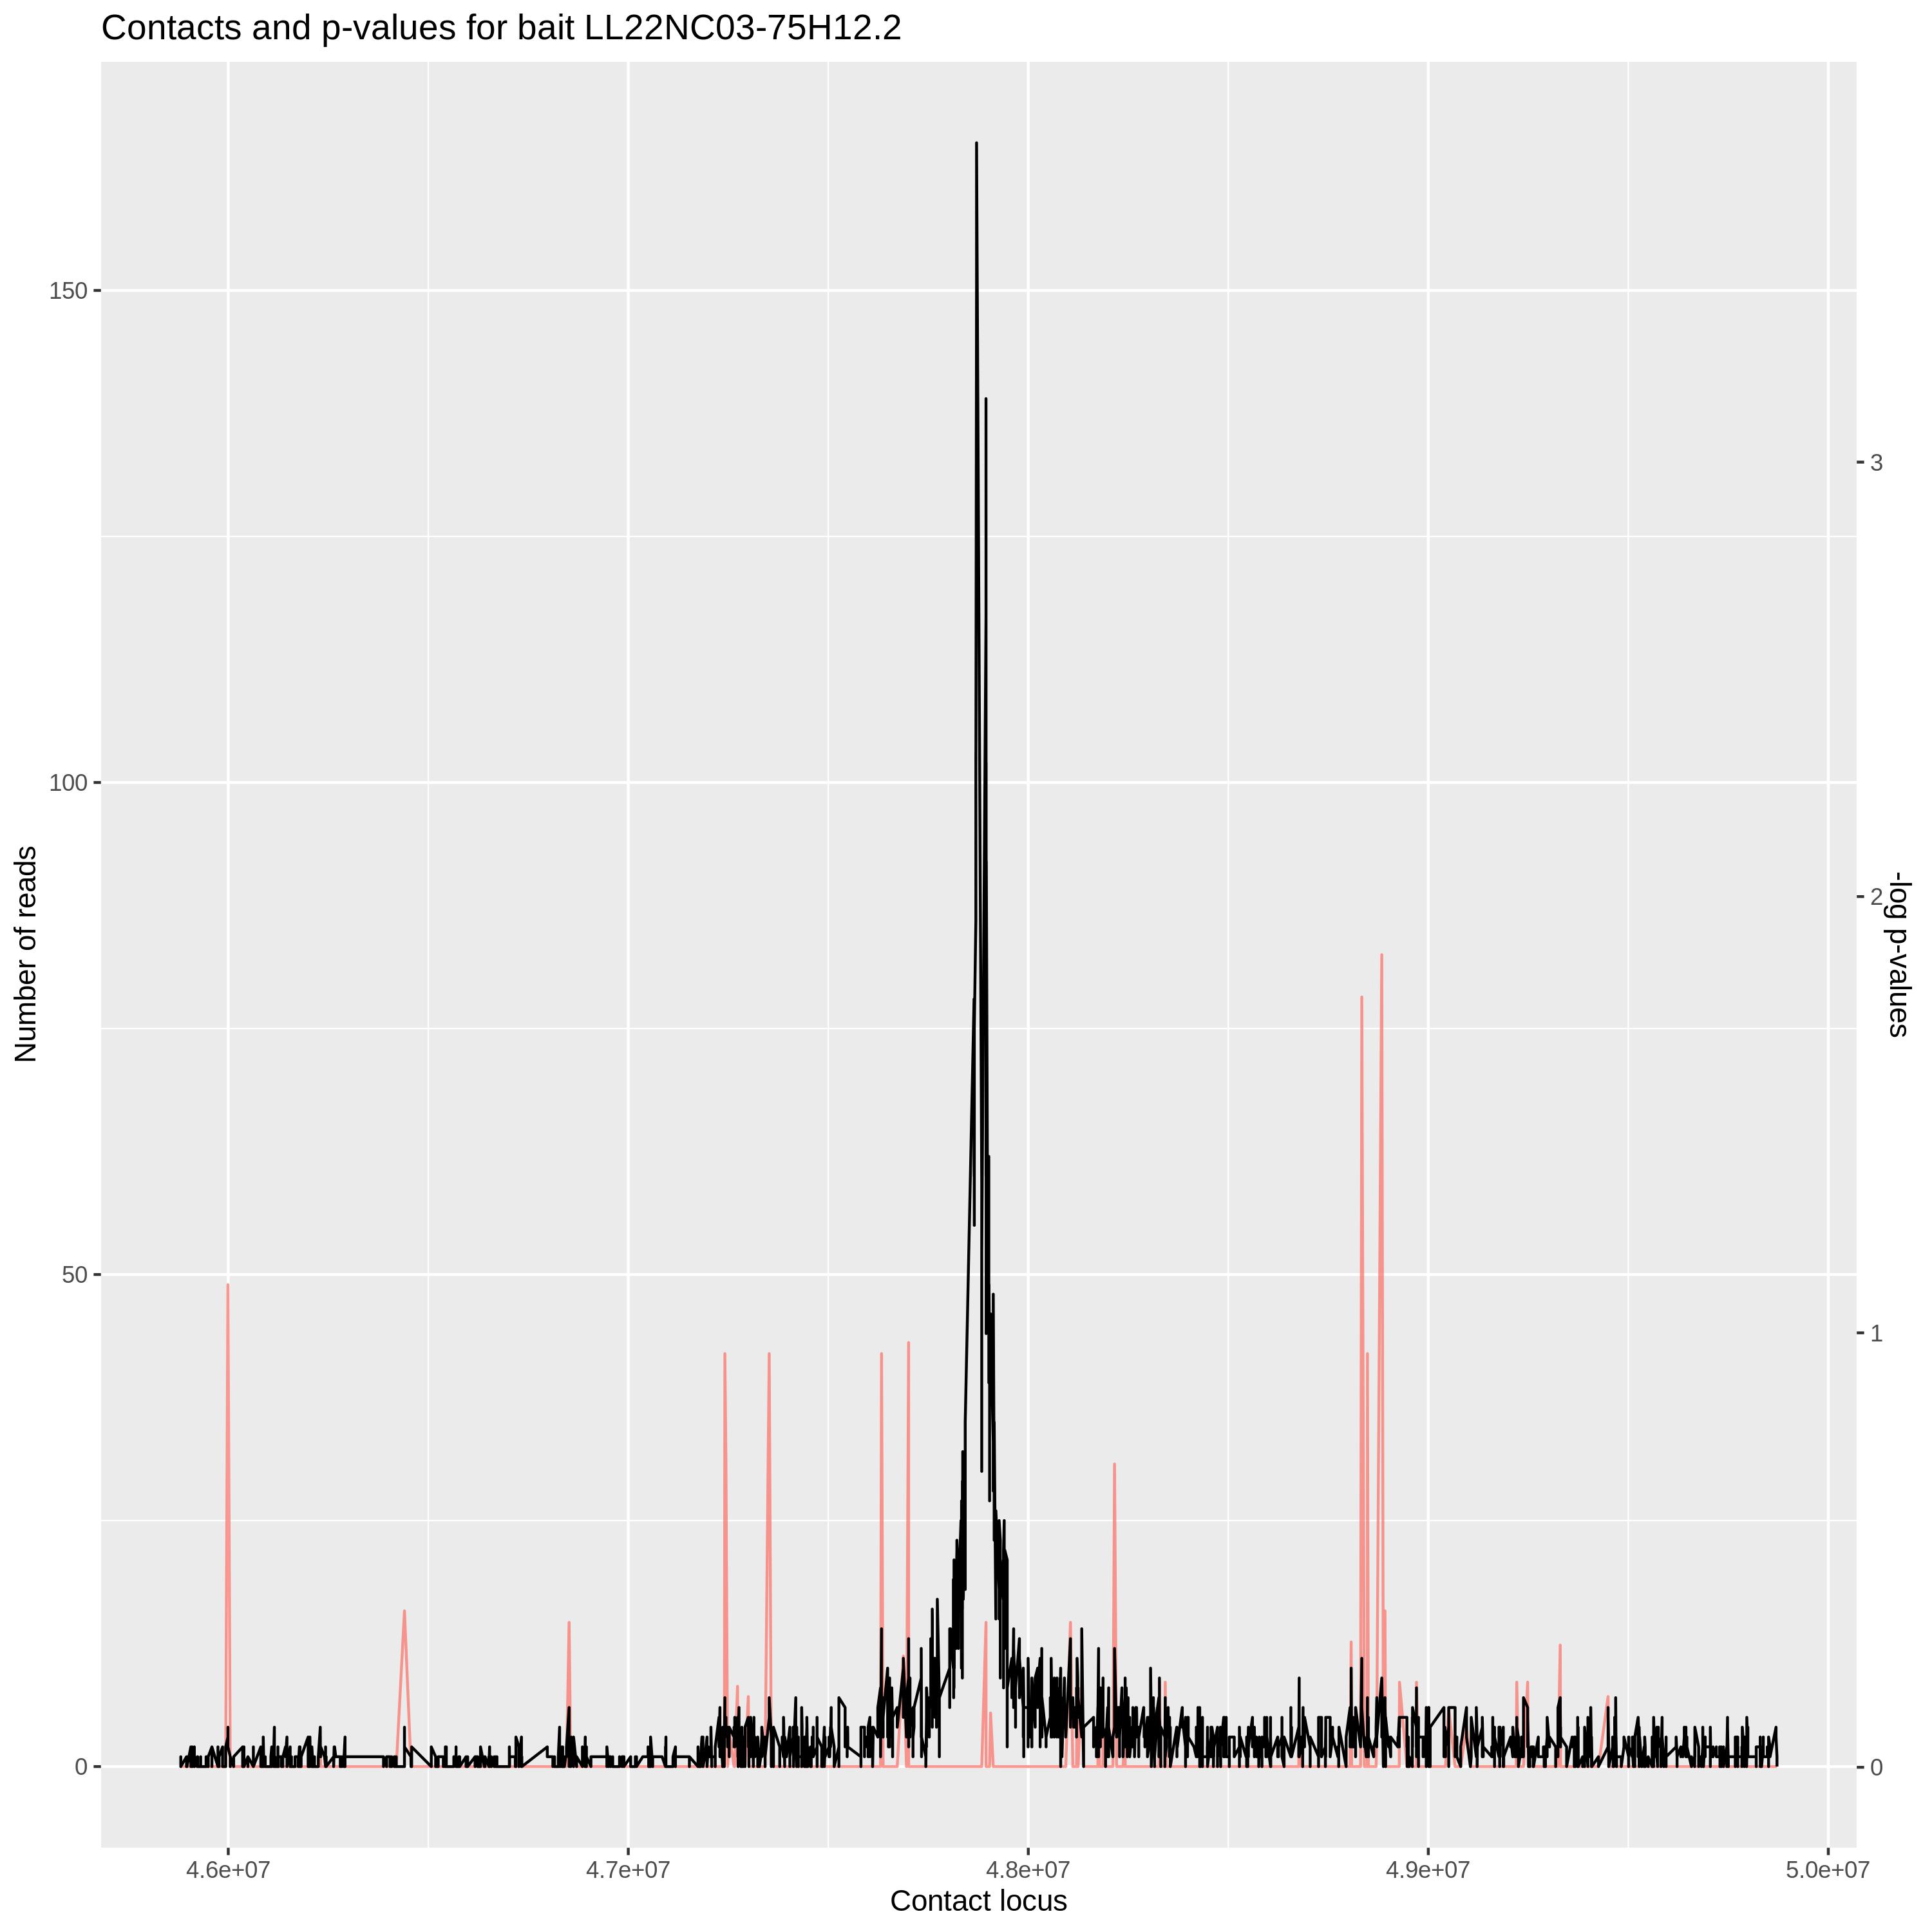 Contacts and p-values for bait LL22NC03-75H12.2
150
100
50
0
Number of reads
3
2
1
0
-log p-values
4.6e+07 4.7e+07 4.8e+07 4.9e+07 5.0e+07
Contact locus